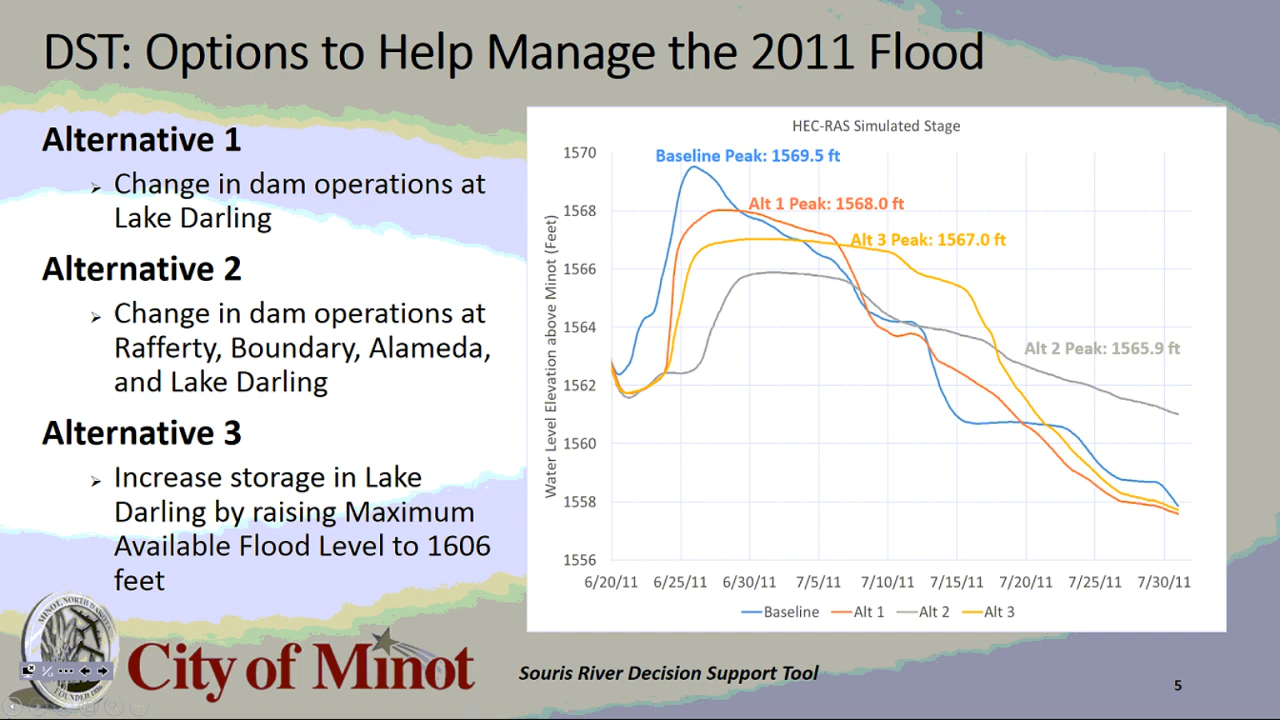 DST: Options to Help Manage the 2011 Flood
Alternative 1
Change in dam operations at
Lake Darling
Alternative 2
Change in dam operations at
Rafferty, Boundary, Alameda,
and Lake Darling
Alternative 3
Increase storage in Lake
Darling by raising Maximum
Available Flood Level to 1606
feet
HEC-RAS Simulated Stage
Baseline Peak: 1569.5 ft
Alt 1 Peak: 1568.0 ft
Alt 3 Peak: 1567.0 ft
Alt 2 Peak: 1565.9 ft
Water Level Elevation above Minot (Feet)
1570
1568
1566
1564
1562
1560
1558
1556
6/20/11 6/25/11 6/30/11 7/5/11 7/10/11 7/15/11 7/20/11 7/25/11 7/30/11
Baseline Alt 1 Alt 2 Alt 3
City of Minot
Souris River Decision Support Tool
5